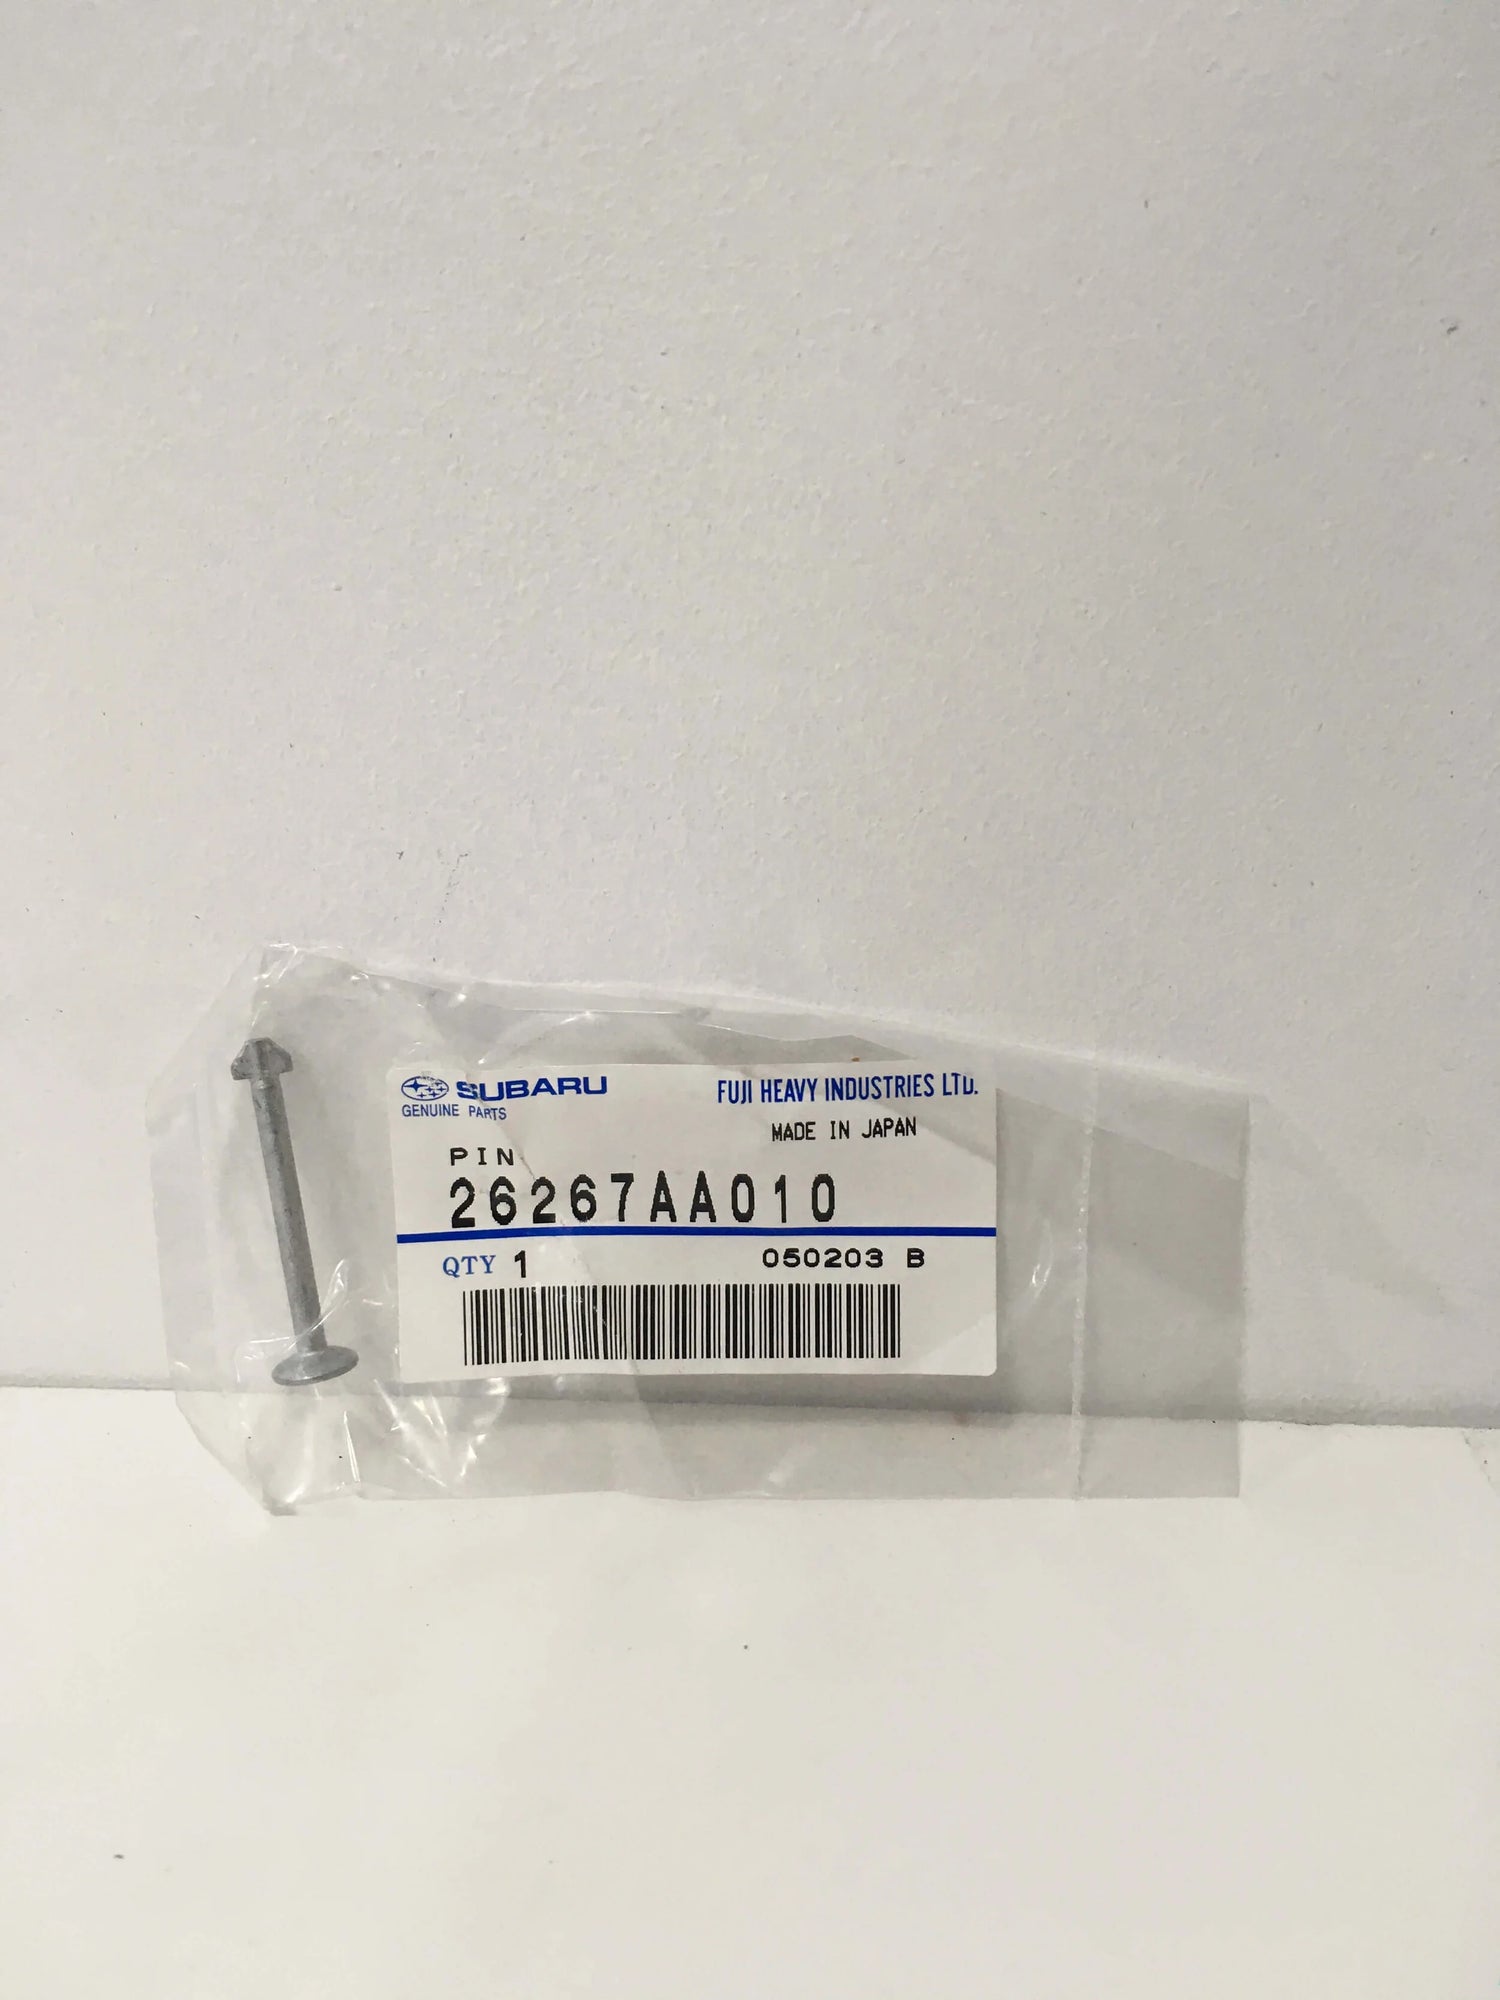 SUBARU FUJI HEAVY INDUSTRIES LTD.
GENUINE PARTS
MADE IN JAPAN
PIN
26267AA010
QTY 1 050203 B